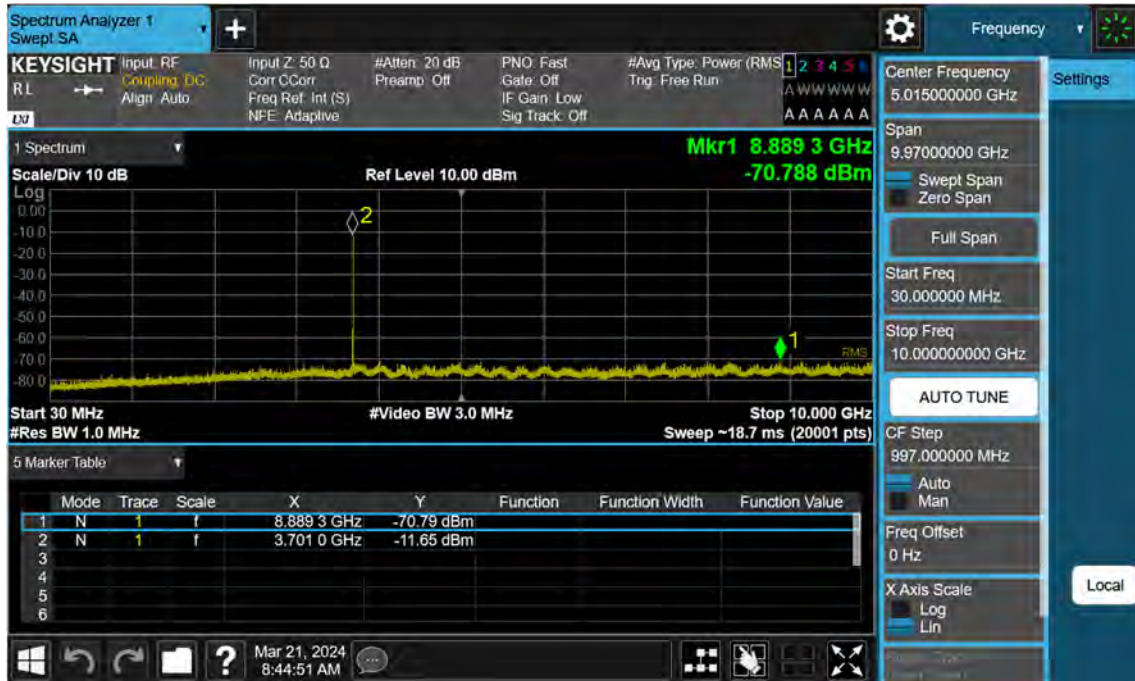 Spectrum Analyzer 1
Swept SA
+
Frequency
KEYSIGHT
Input: RF
Input Z: 50 Ω
#Atten: 20 dB
PNO: Fast
#Avg Type: Power (RMS
1 2 3 4 5 6
RL
Coupling: DC
Corr CCorr
Preamp: Off
Gate: Off
Trig: Free Run
A W W W W W
Align: Auto
Freq Ref: Int (S)
IF Gain: Low
LXI
NFE: Adaptive
Sig Track: Off
A A A A A A
Center Frequency
5.015000000 GHz
Settings
1 Spectrum
Mkr1 8.889 3 GHz
Scale/Div 10 dB
Ref Level 10.00 dBm
-70.788 dBm
Span
9.97000000 GHz
Swept Span
Zero Span
Log
0.00
-10.0
-20.0
-30.0
-40.0
-50.0
-60.0
-70.0
-80.0
2
1
RMS
Full Span
Start Freq
30.000000 MHz
Stop Freq
10.000000000 GHz
AUTO TUNE
Start 30 MHz
#Video BW 3.0 MHz
Stop 10.000 GHz
#Res BW 1.0 MHz
Sweep ~18.7 ms (20001 pts)
CF Step
997.000000 MHz
Auto
Man
5 Marker Table
Mode Trace Scale X Y Function Function Width Function Value
1 N 1 f 8.889 3 GHz -70.79 dBm
2 N 1 f 3.701 0 GHz -11.65 dBm
3
4
5
6
Freq Offset
0 Hz
X Axis Scale
Log
Lin
Local
?
Mar 21, 2024
8:44:51 AM